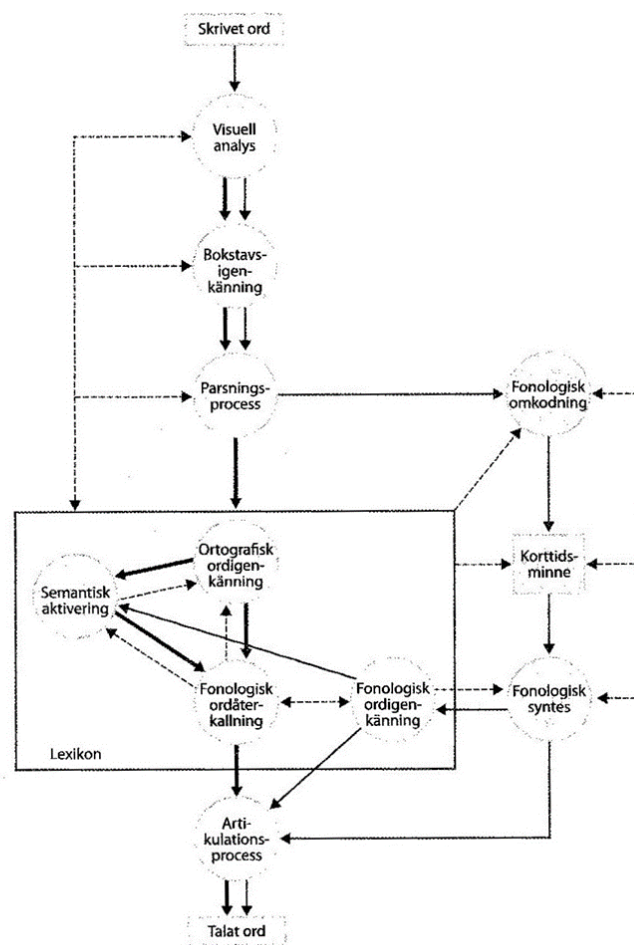 Skrivet ord
Visuell
analys
Bokstavs-
igen-
känning
Parsnings-
process
Fonologisk
omkodning
Ortografisk
ordigen-
känning
Semantisk
aktivering
Korttids-
minne
Fonologisk
ordåter-
kallning
Fonologisk
ordigen-
känning
Fonologisk
syntes
Lexikon
Arti-
kulations-
process
Talat ord